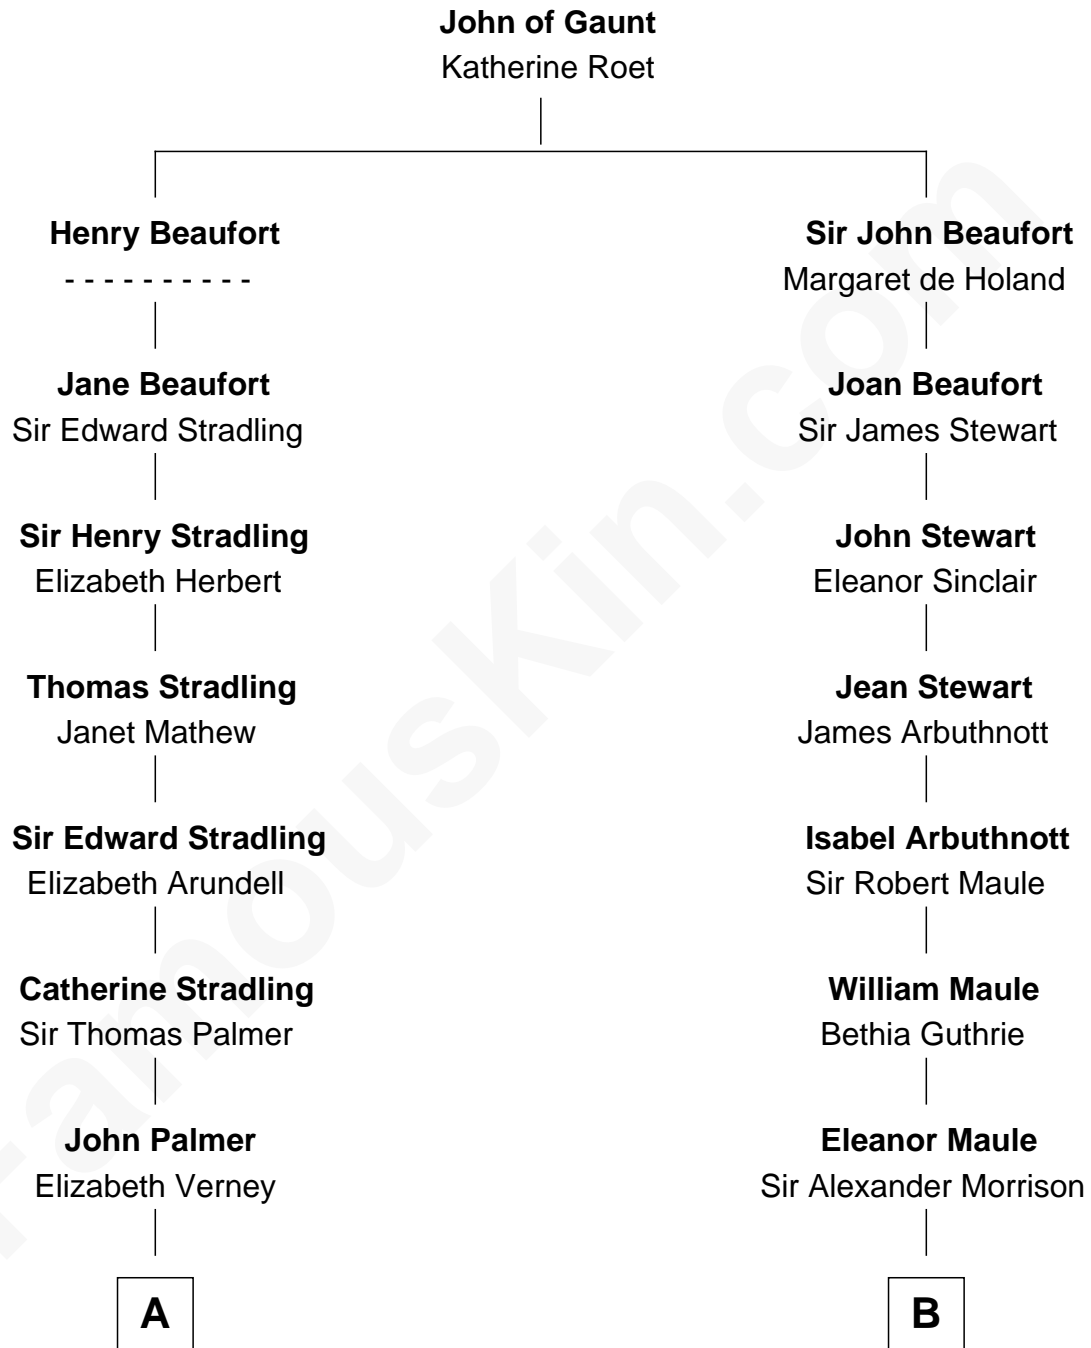 John of Gaunt
Katherine Roet
Henry Beaufort
- - - - - - - - - -
Jane Beaufort
Sir Edward Stradling
Sir Henry Stradling
Elizabeth Herbert
Thomas Stradling
Janet Mathew
Sir Edward Stradling
Elizabeth Arundell
Catherine Stradling
Sir Thomas Palmer
John Palmer
Elizabeth Verney
A
Sir John Beaufort
Margaret de Holand
Joan Beaufort
Sir James Stewart
John Stewart
Eleanor Sinclair
Jean Stewart
James Arbuthnott
Isabel Arbuthnott
Sir Robert Maule
William Maule
Bethia Guthrie
Eleanor Maule
Sir Alexander Morrison
B
FamousKin.com